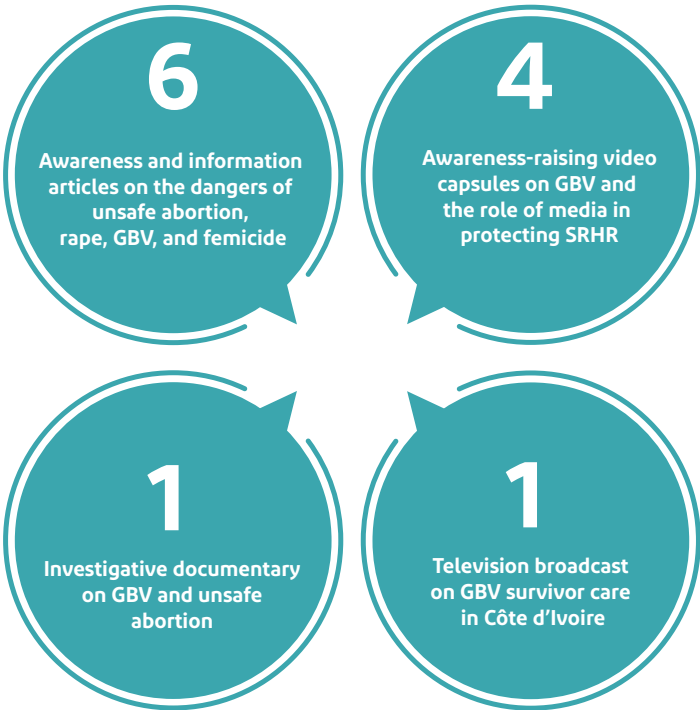 6
Awareness and information
articles on the dangers of
unsafe abortion,
rape, GBV, and femicide
4
Awareness-raising video
capsules on GBV and
the role of media in
protecting SRHR
1
Investigative documentary
on GBV and unsafe
abortion
1
Television broadcast
on GBV survivor care
in Côte d’Ivoire